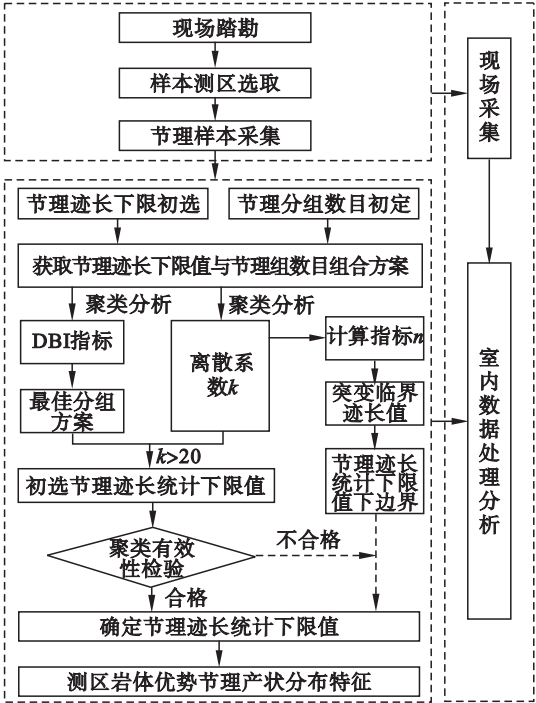 现场踏勘
样本测区选取
节理样本采集
现场采集
节理迹长下限初选
节理分组数目初定
获取节理迹长下限值与节理组数目组合方案
聚类分析
聚类分析
DBI指标
离散系
数k
计算指标n
最佳分组
方案
突变临界
迹长值
k>20
初选节理迹长统计下限值
节理迹长
统计下限
值下边界
室内数据处理分析
聚类有效
性检验
不合格
合格
确定节理迹长统计下限值
测区岩体优势节理产状分布特征